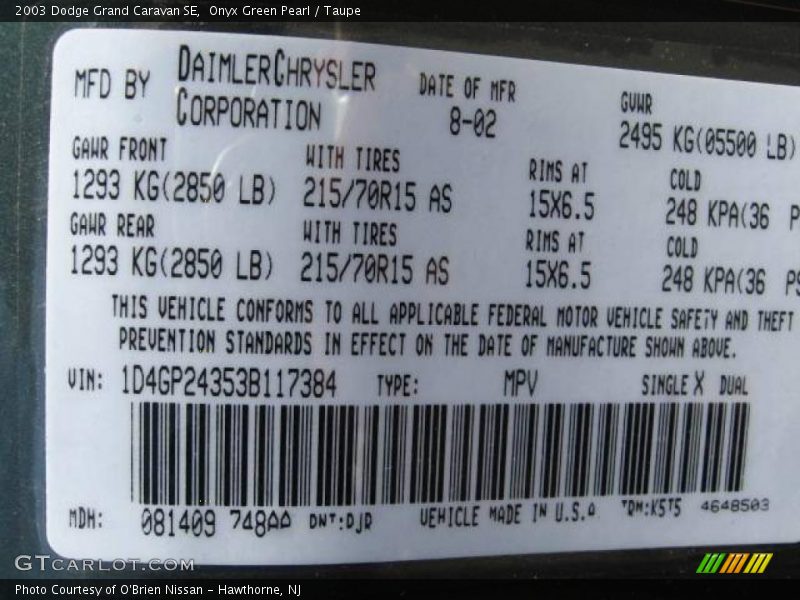 2003 Dodge Grand Caravan SE, Onyx Green Pearl / Taupe
MFD BY DAIMLERCHRYSLER CORPORATION
DATE OF MFR 8-02
GVWR 2495 KG(05500 LB)
GAWR FRONT WITH TIRES RIMS AT COLD
1293 KG(2850 LB) 215/70R15 AS 15X6.5 248 KPA(36 P
GAWR REAR WITH TIRES RIMS AT COLD
1293 KG(2850 LB) 215/70R15 AS 15X6.5 248 KPA(36 PS
THIS VEHICLE CONFORMS TO ALL APPLICABLE FEDERAL MOTOR VEHICLE SAFETY AND THEFT
PREVENTION STANDARDS IN EFFECT ON THE DATE OF MANUFACTURE SHOWN ABOVE.
VIN: 1D4GP24353B117384 TYPE: MPV SINGLE X DUAL
MDH: 081409 748AA PNT:DJR VEHICLE MADE IN U.S.A TRM:K5T5 4648503
GTCARLOT.COM
Photo Courtesy of O'Brien Nissan - Hawthorne, NJ